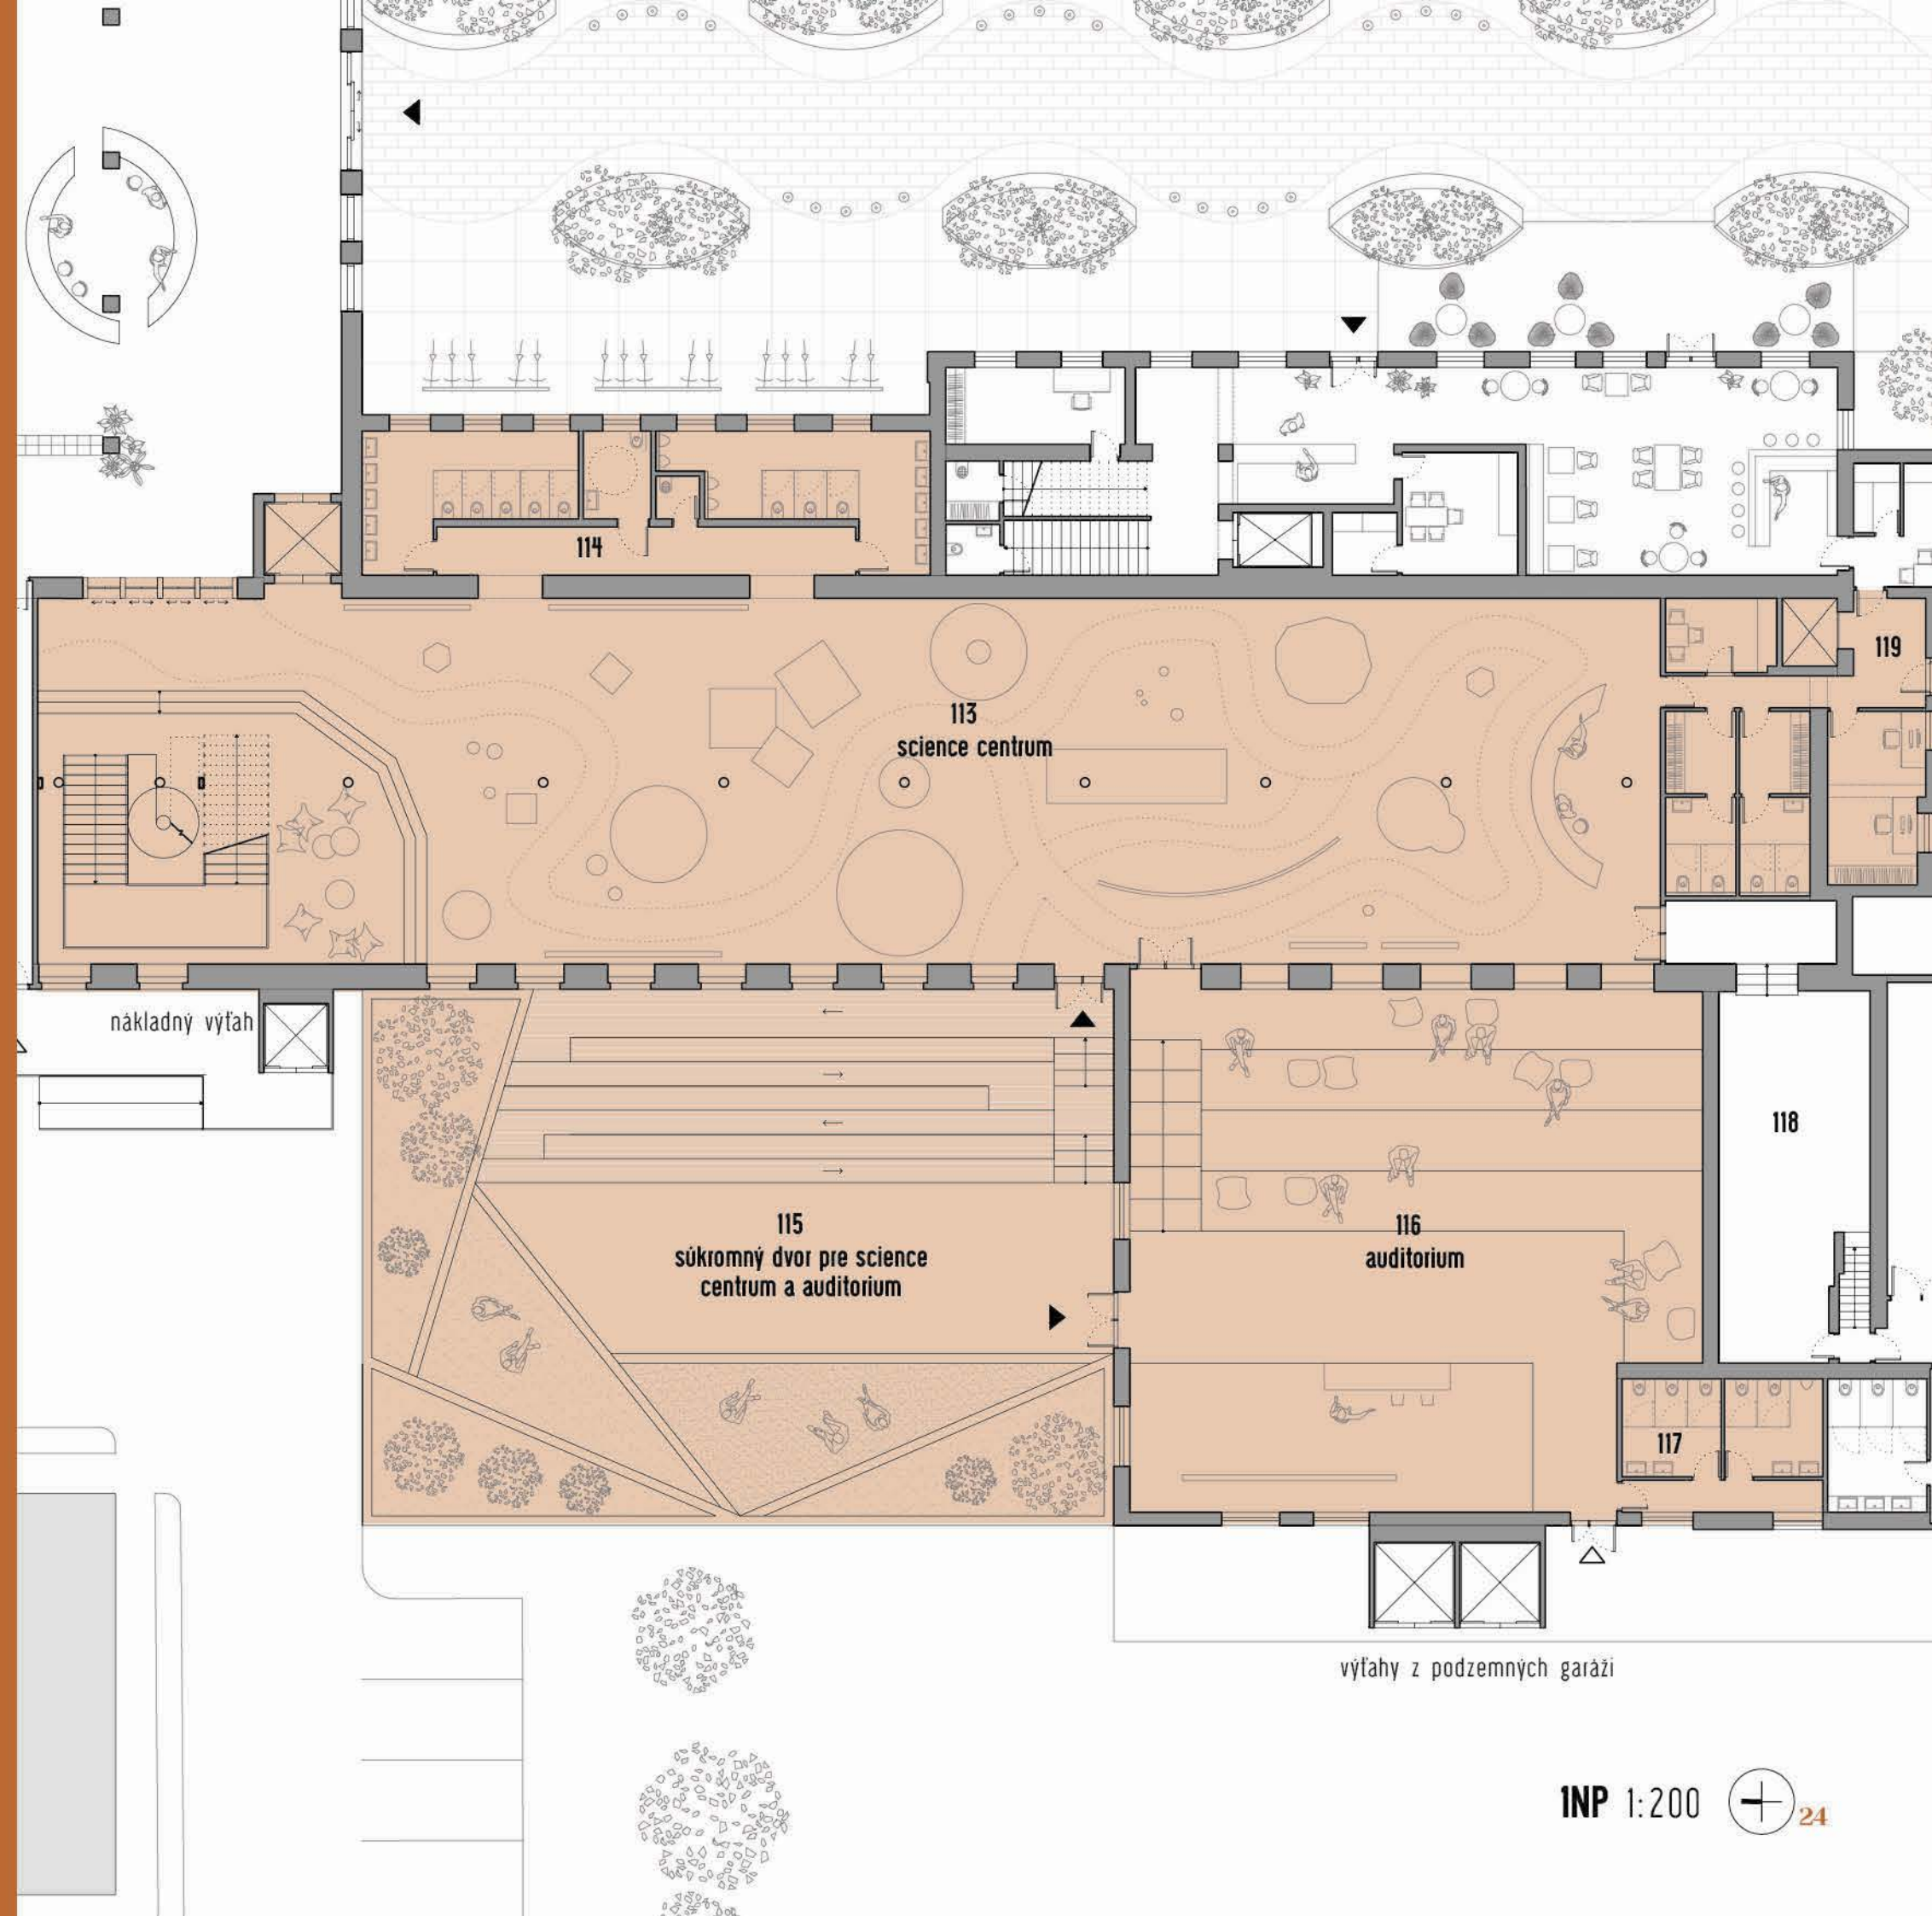 114
119
113
science centrum
nákladný výťah
118
115
súkromný dvor pre science
centrum a auditorium
116
auditorium
117
výťahy z podzemných garáži
1NP 1:200
24